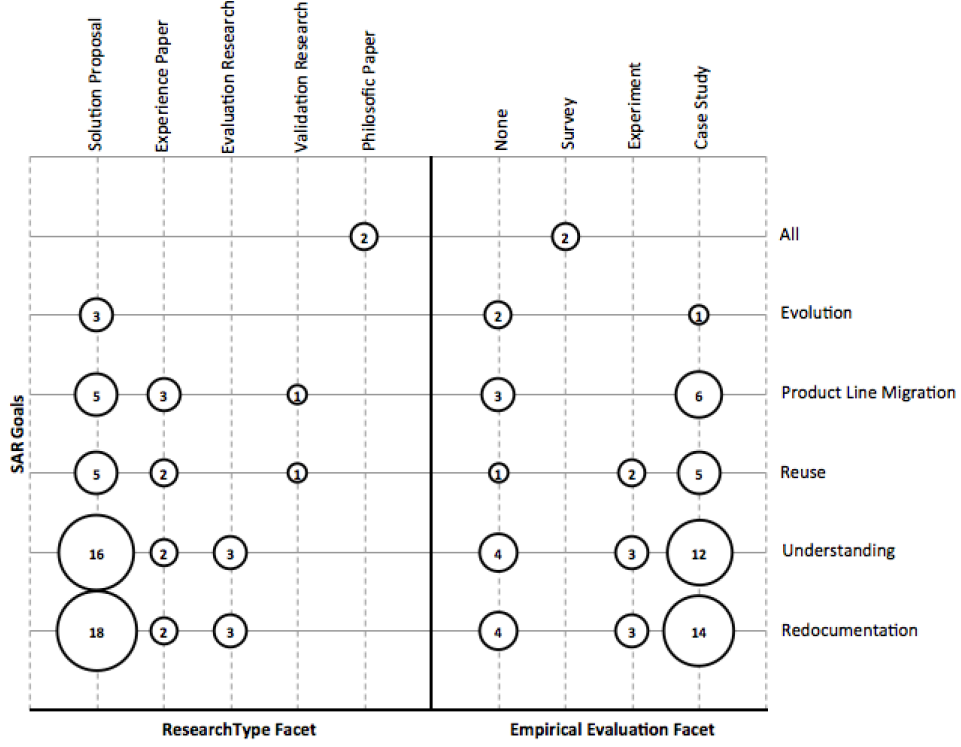 Solution Proposal
Experience Paper
Evaluation Research
Validation Research
Philosofic Paper
None
Survey
Experiment
Case Study
2 2 All
3 2 1 Evolution
5 3 1 3 6 Product Line Migration
SAR Goals
5 2 1 1 2 5 Reuse
16 2 3 4 3 12 Understanding
18 2 3 4 3 14 Redocumentation
ResearchType Facet
Empirical Evaluation Facet